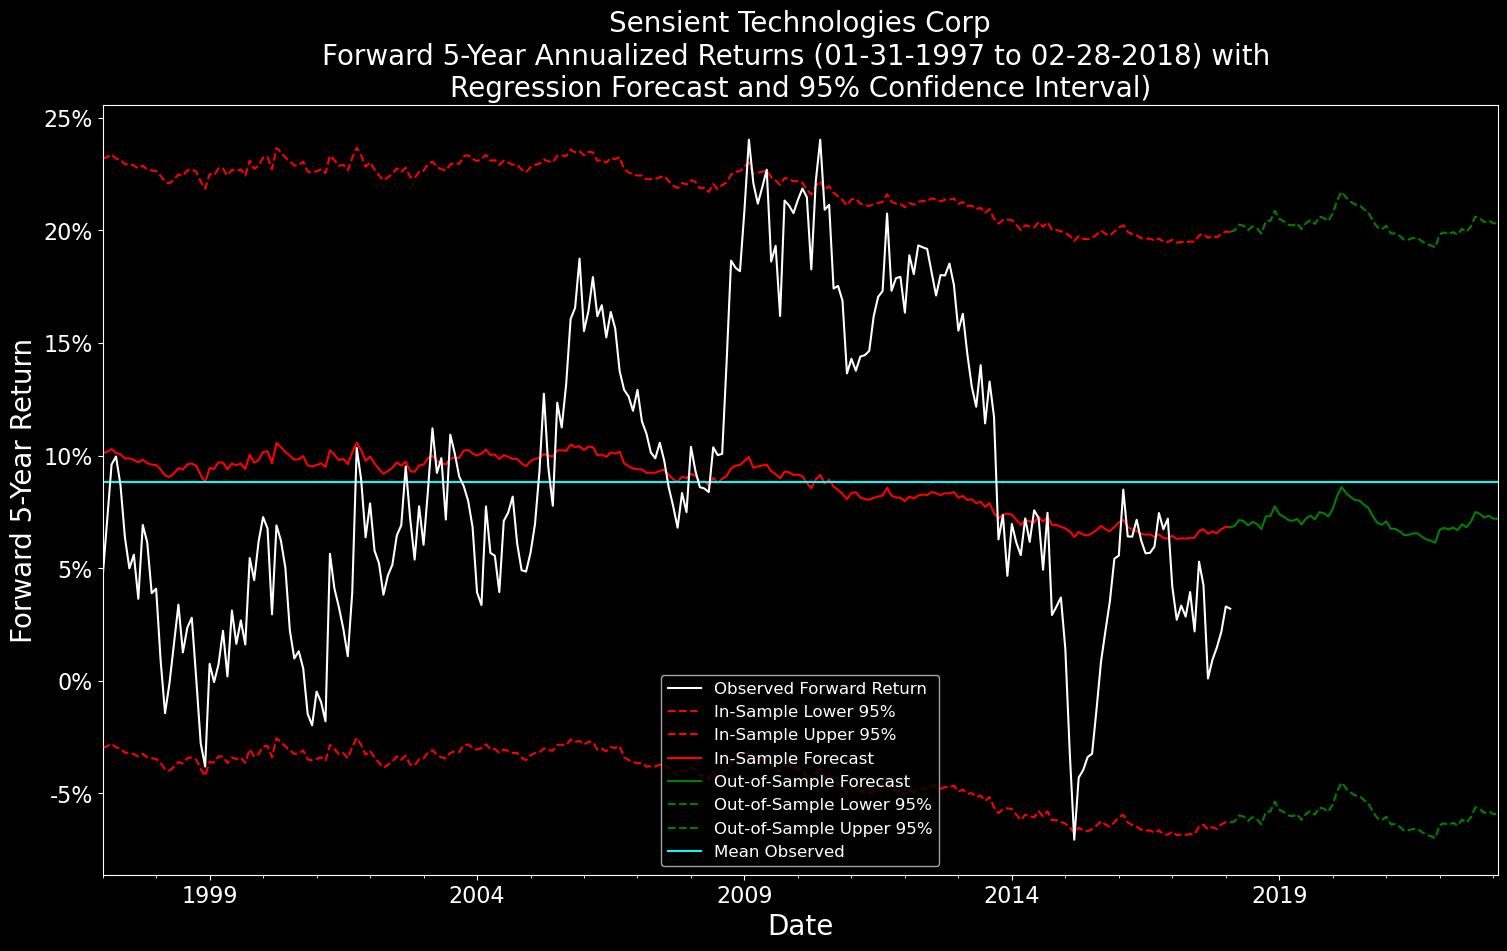 Sensient Technologies Corp
Forward 5-Year Annualized Returns (01-31-1997 to 02-28-2018) with
Regression Forecast and 95% Confidence Interval)
25%
20%
15%
10%
5%
0%
-5%
Forward 5-Year Return
Observed Forward Return
In-Sample Lower 95%
In-Sample Upper 95%
In-Sample Forecast
Out-of-Sample Forecast
Out-of-Sample Lower 95%
Out-of-Sample Upper 95%
Mean Observed
1999 2004 2009 2014 2019
Date